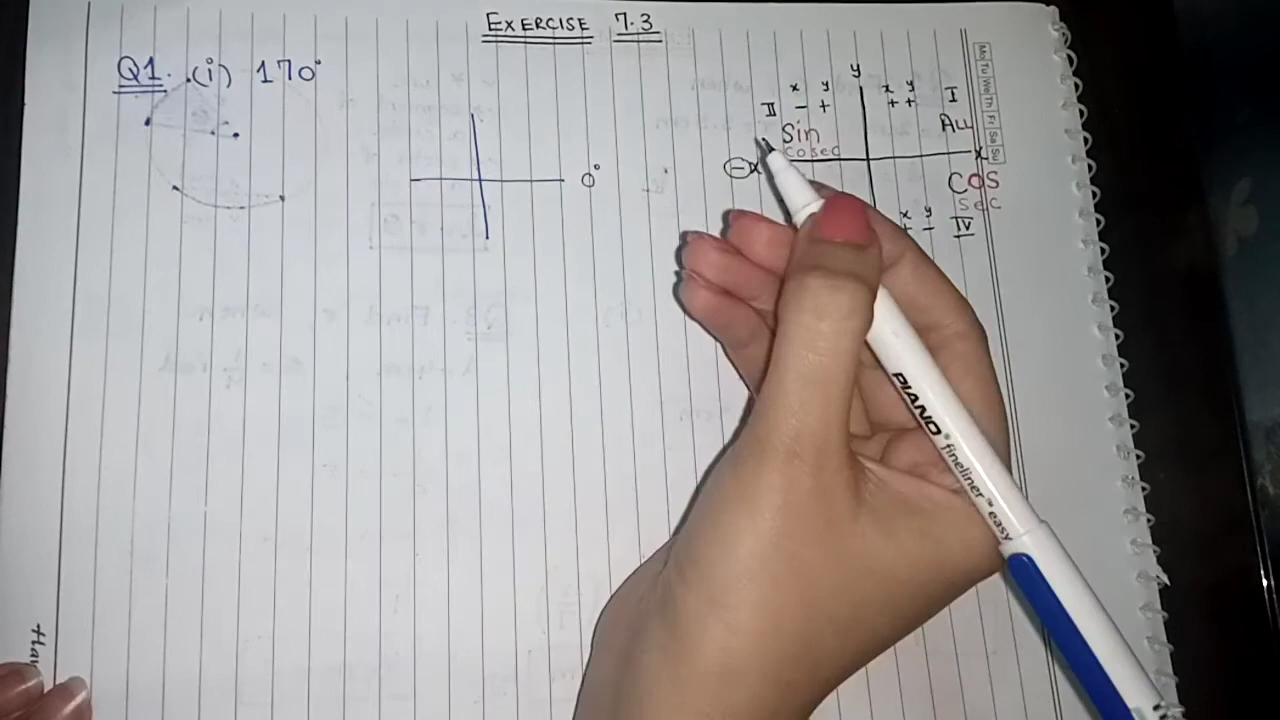 EXERCISE 7.3
Q1. (i) 170°
0°
y
x y
- +
II
Sin
cosec
x y
+ +
I
All
-x
x
COS
Sec
x y
+ -
IV
Mo Tu We Th Fr Sa Su
PIANO® fineliner™ easy